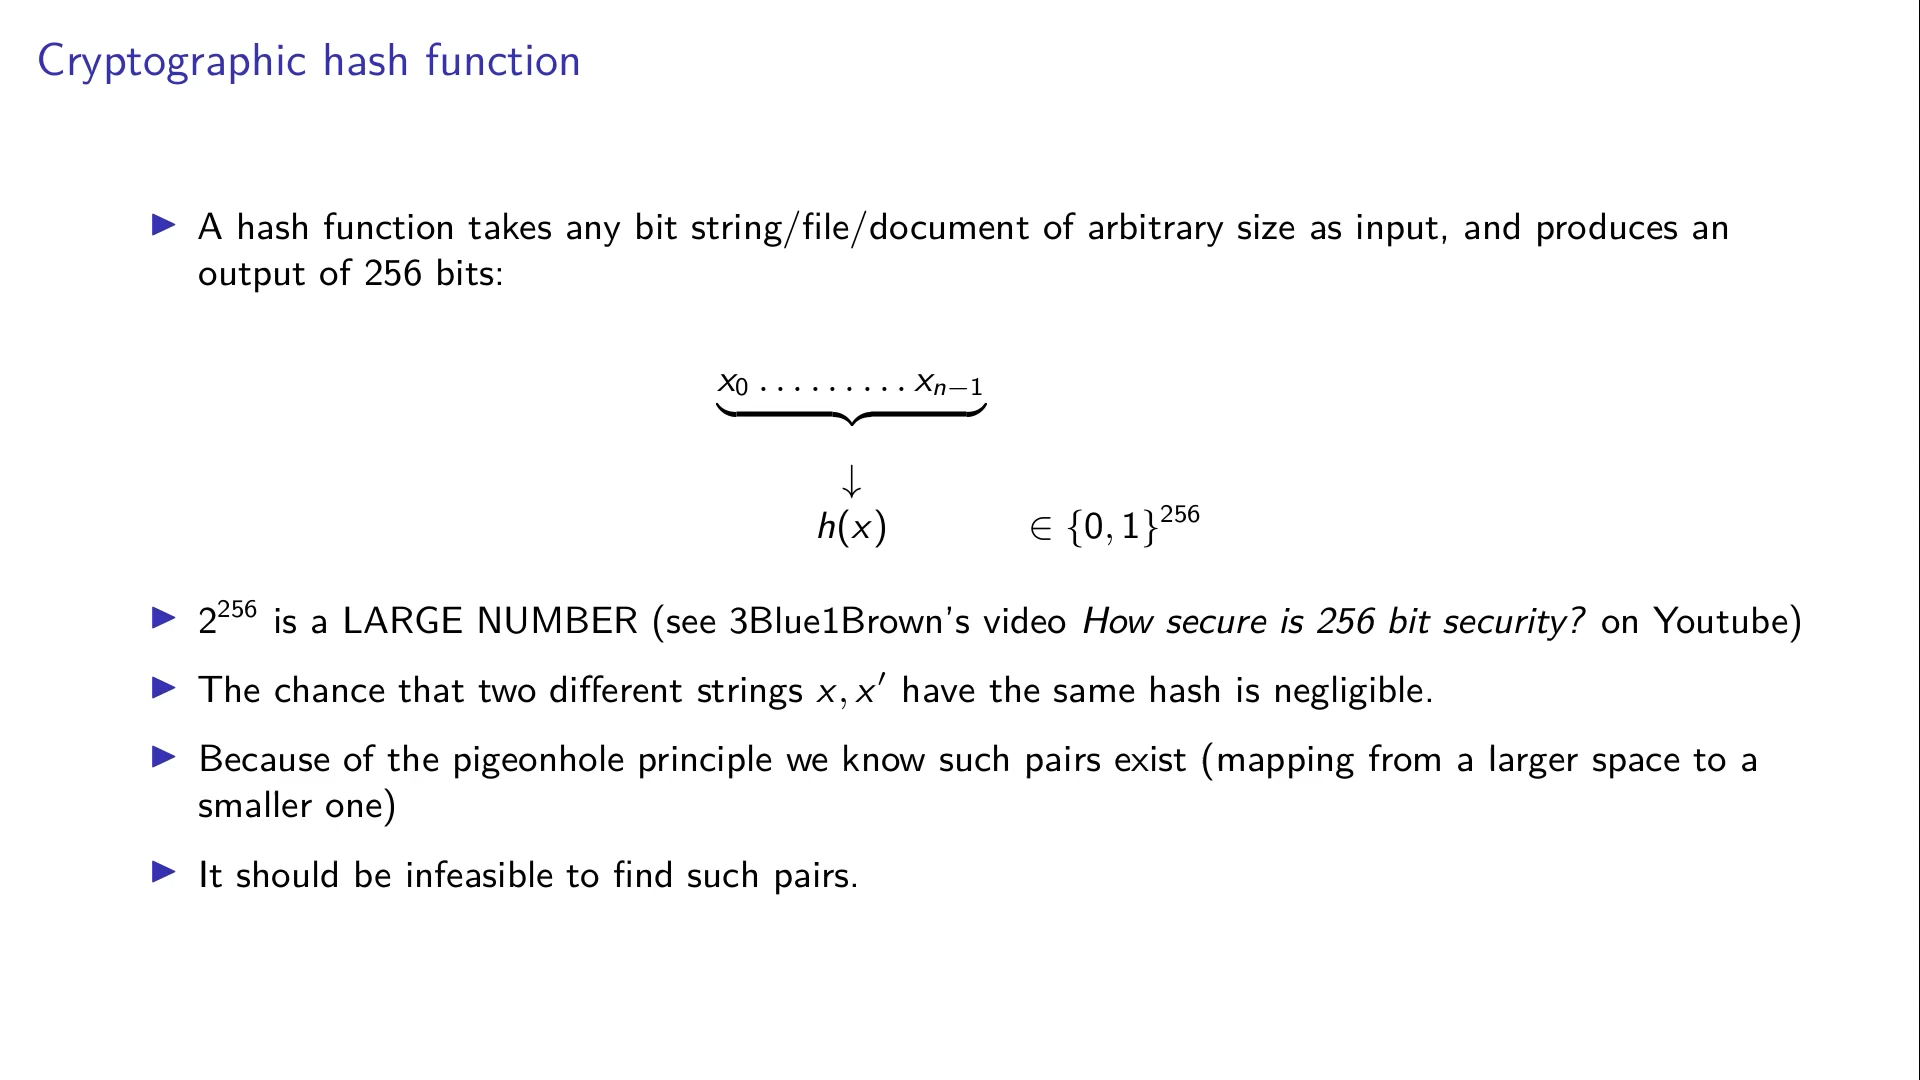 Cryptographic hash function
▶ A hash function takes any bit string/file/document of arbitrary size as input, and produces an
output of 256 bits:
x₀ . . . . . . . . . xₙ₋₁
↓
h(x) ∈ {0, 1}²⁵⁶
▶ 2²⁵⁶ is a LARGE NUMBER (see 3Blue1Brown's video How secure is 256 bit security? on Youtube)
▶ The chance that two different strings x, x′ have the same hash is negligible.
▶ Because of the pigeonhole principle we know such pairs exist (mapping from a larger space to a
smaller one)
▶ It should be infeasible to find such pairs.